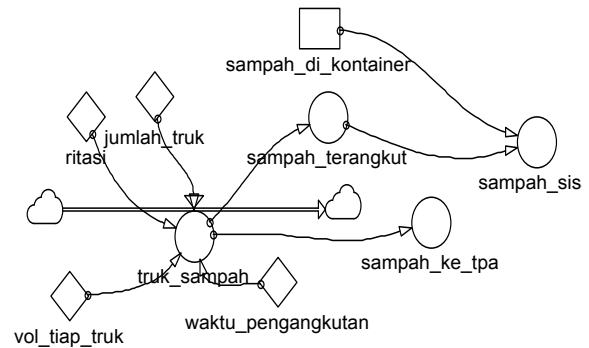 sampah_di_kontainer
jumlah_truk
ritasi
sampah_terangkut
sampah_sis
truk_sampah
sampah_ke_tpa
vol_tiap_truk
waktu_pengangkutan